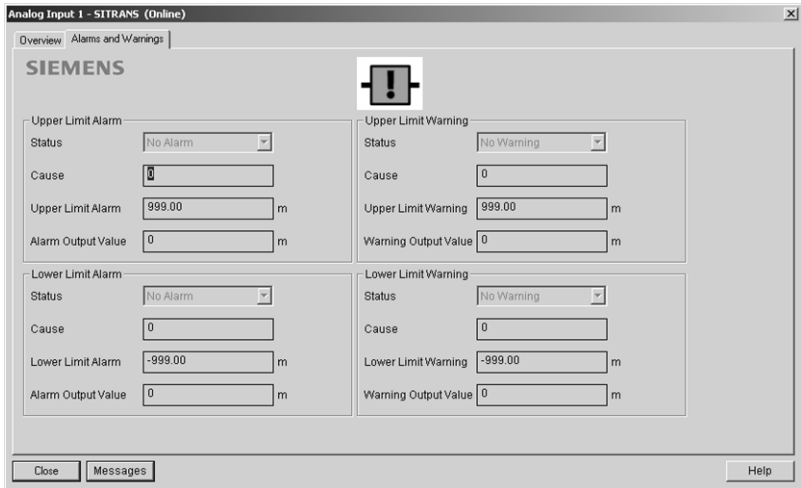 Analog Input 1 - SITRANS (Online)
Overview Alarms and Warnings
SIEMENS
Upper Limit Alarm
Status No Alarm
Cause 0
Upper Limit Alarm 999.00 m
Alarm Output Value 0 m
Upper Limit Warning
Status No Warning
Cause 0
Upper Limit Warning 999.00 m
Warning Output Value 0 m
Lower Limit Alarm
Status No Alarm
Cause 0
Lower Limit Alarm -999.00 m
Alarm Output Value 0 m
Lower Limit Warning
Status No Warning
Cause 0
Lower Limit Warning -999.00 m
Warning Output Value 0 m
Close Messages Help